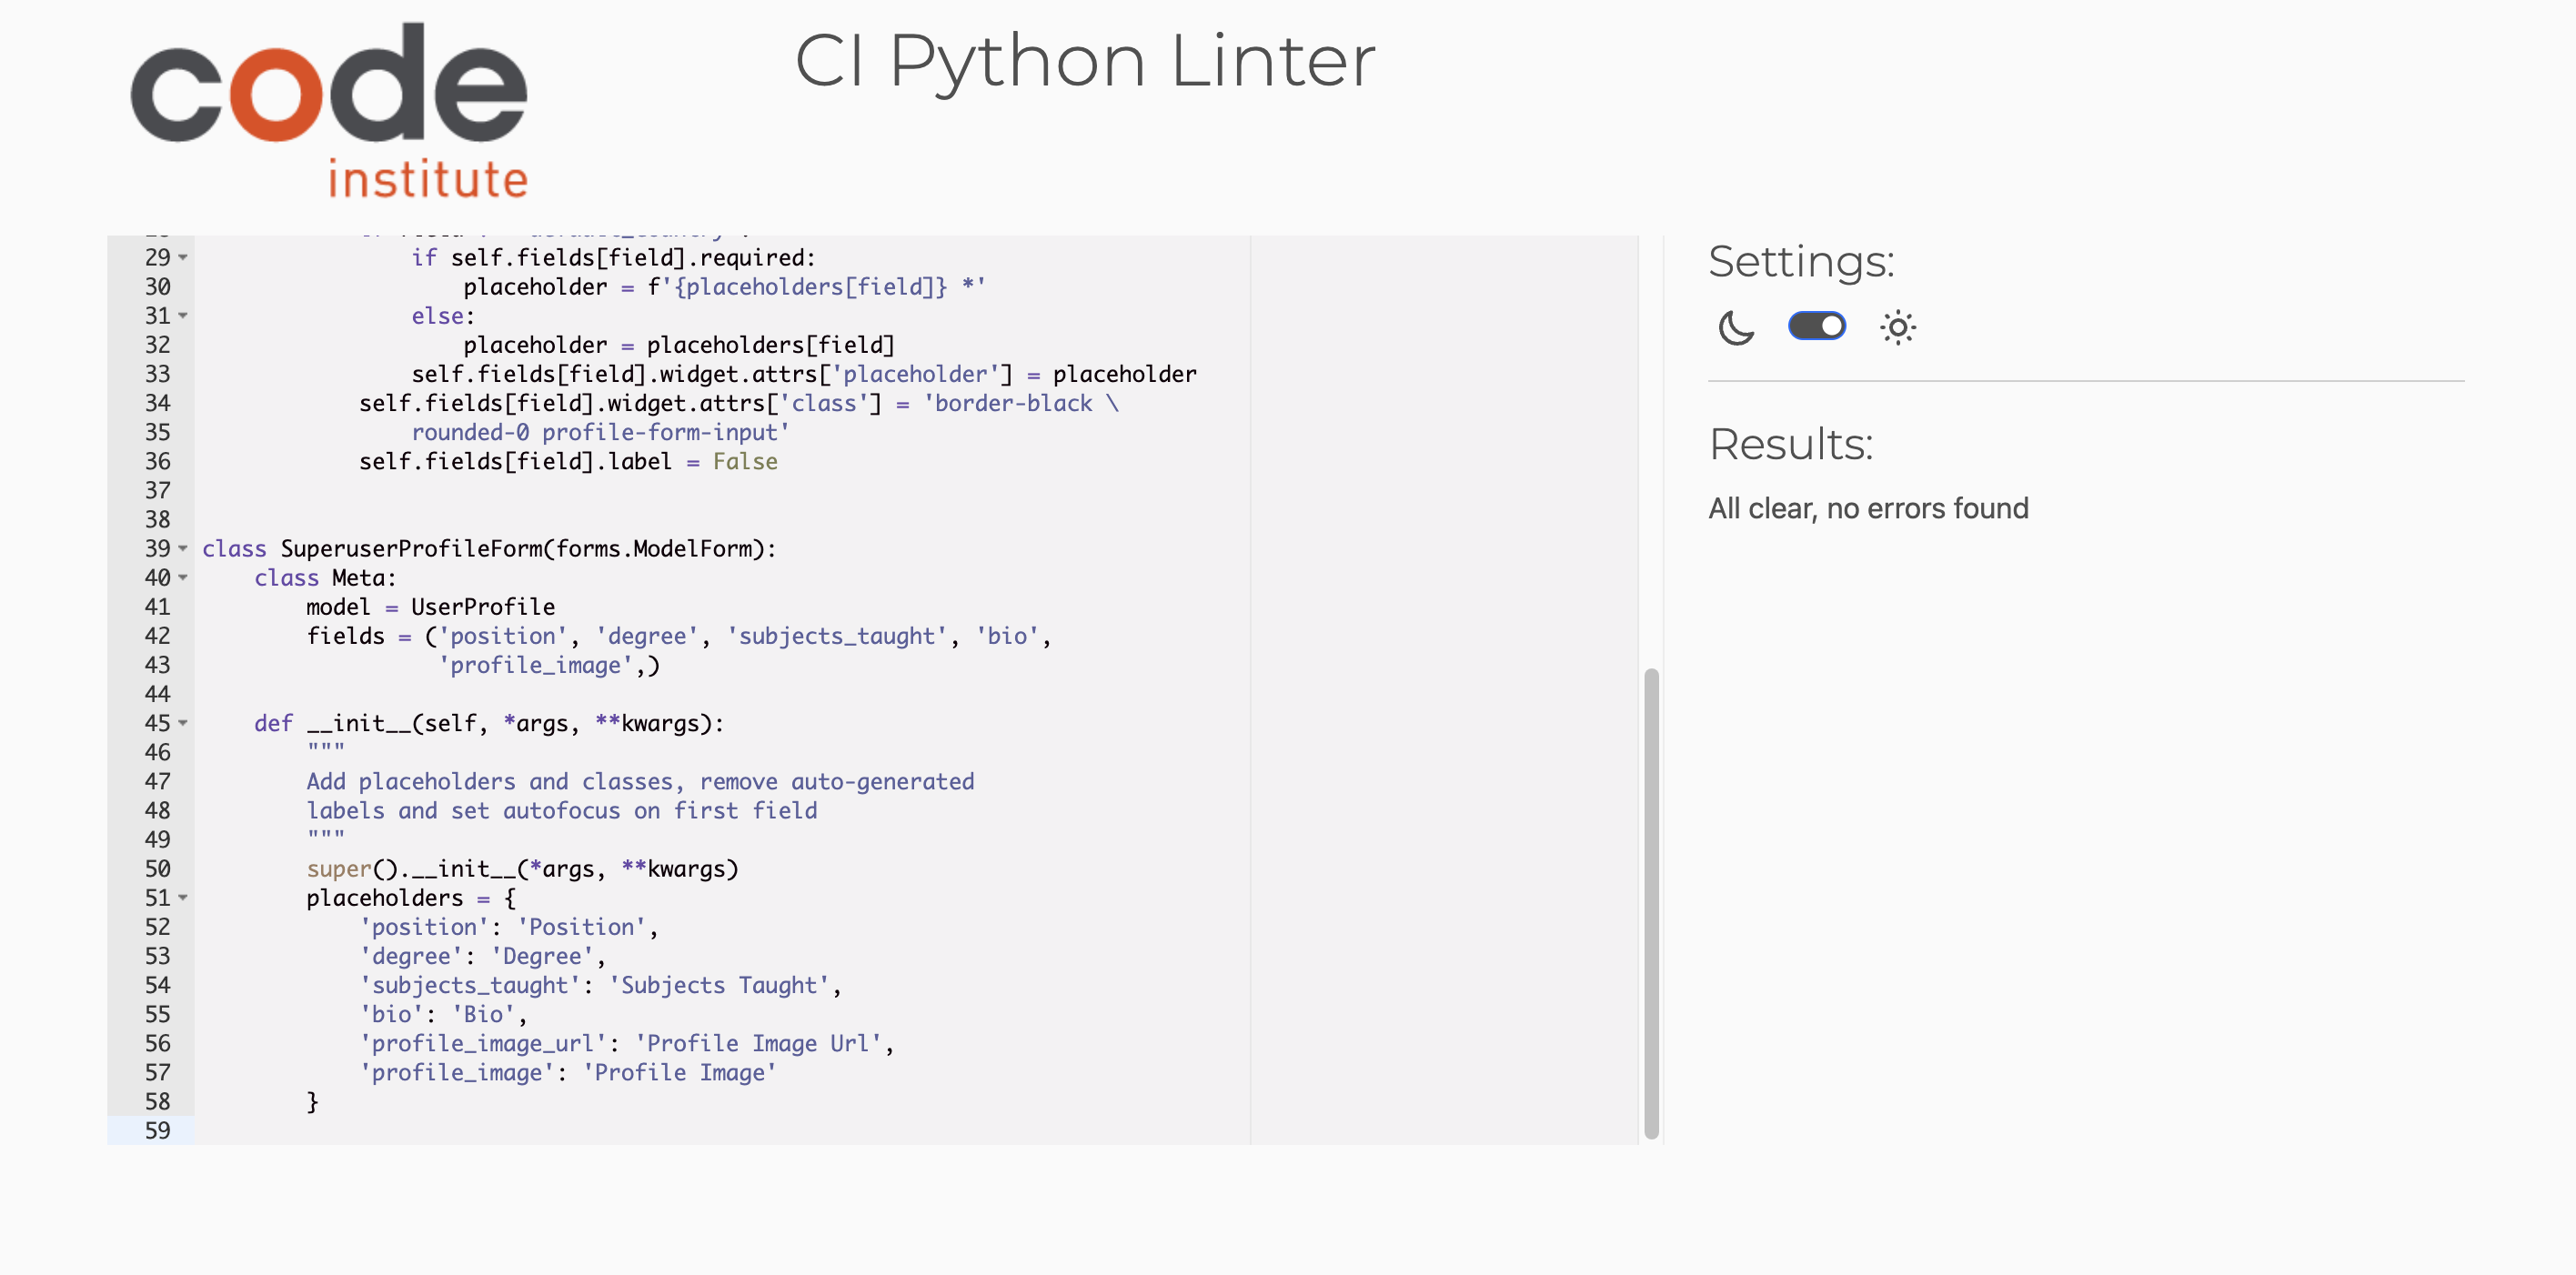 code
institute
CI Python Linter
29 if self.fields[field].required:
30 placeholder = f'{placeholders[field]} *'
31 else:
32 placeholder = placeholders[field]
33 self.fields[field].widget.attrs['placeholder'] = placeholder
34 self.fields[field].widget.attrs['class'] = 'border-black \
35 rounded-0 profile-form-input'
36 self.fields[field].label = False
37
38
39 class SuperuserProfileForm(forms.ModelForm):
40 class Meta:
41 model = UserProfile
42 fields = ('position', 'degree', 'subjects_taught', 'bio',
43 'profile_image',)
44
45 def __init__(self, *args, **kwargs):
46 """
47 Add placeholders and classes, remove auto-generated
48 labels and set autofocus on first field
49 """
50 super().__init__(*args, **kwargs)
51 placeholders = {
52 'position': 'Position',
53 'degree': 'Degree',
54 'subjects_taught': 'Subjects Taught',
55 'bio': 'Bio',
56 'profile_image_url': 'Profile Image Url',
57 'profile_image': 'Profile Image'
58 }
59
Settings:
Results:
All clear, no errors found